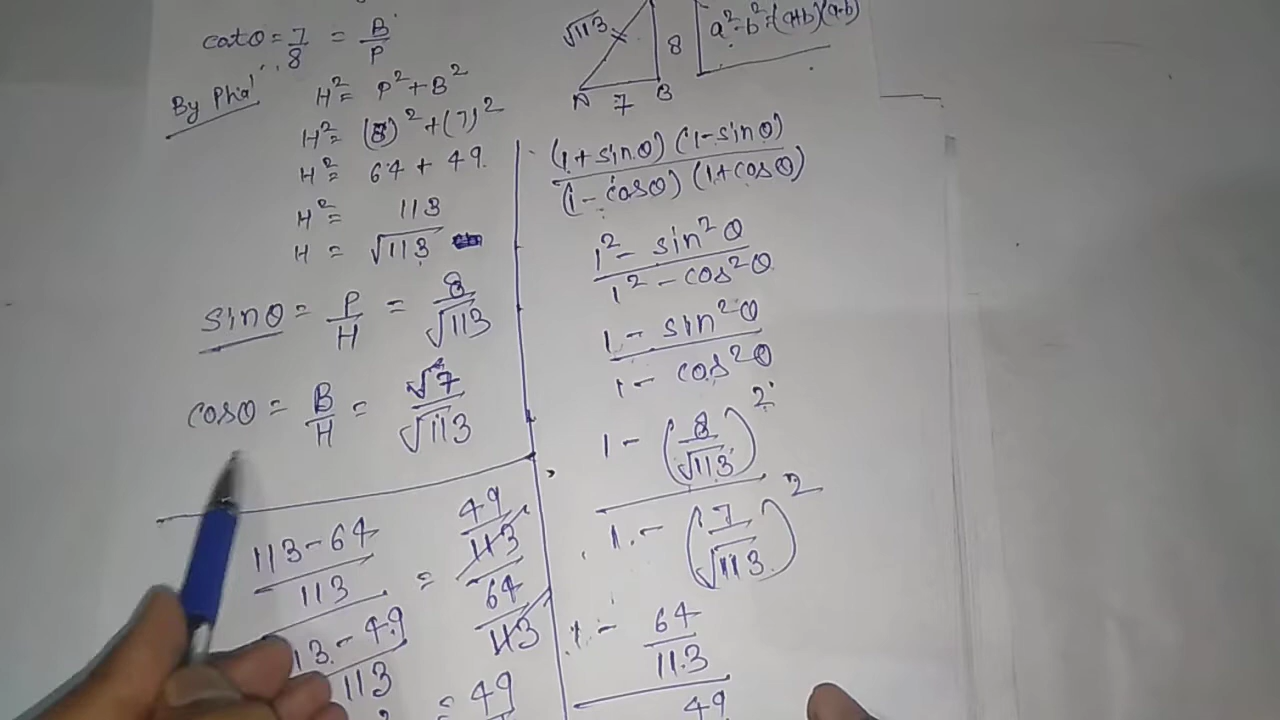 catθ = 7/8 = B/P
By Pha
H² = P² + B²
H² = (8)² + (7)²
H² = 64 + 49
H² = 113
H = √113
sinθ = P/H = 8/√113
cosθ = B/H = √7/√113
113 - 64 / 113 = 49/113 / 64/113
13 - 49 / 113
= 49
√113
8
A 7 B
a² - b² = (a+b)(a-b)
(1 + sinθ) (1 - sinθ) / (1 - cosθ) (1 + cosθ)
1² - sin²θ / 1² - cos²θ
1 - sin²θ / 1 - cos²θ
1 - (8/√113)² / 1 - (7/√113)²
1 - 64/113
49